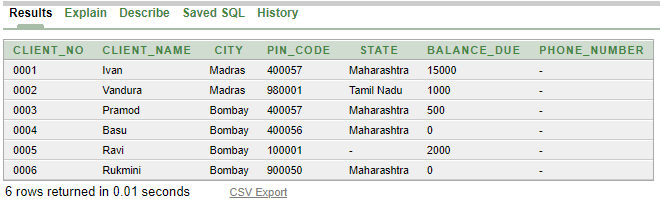 Results Explain Describe Saved SQL History
CLIENT_NO CLIENT_NAME CITY PIN_CODE STATE BALANCE_DUE PHONE_NUMBER
0001 Ivan Madras 400057 Maharashtra 15000 -
0002 Vandura Madras 980001 Tamil Nadu 1000 -
0003 Pramod Bombay 400057 Maharashtra 500 -
0004 Basu Bombay 400056 Maharashtra 0 -
0005 Ravi Bombay 100001 - 2000 -
0006 Rukmini Bombay 900050 Maharashtra 0 -
6 rows returned in 0.01 seconds CSV Export